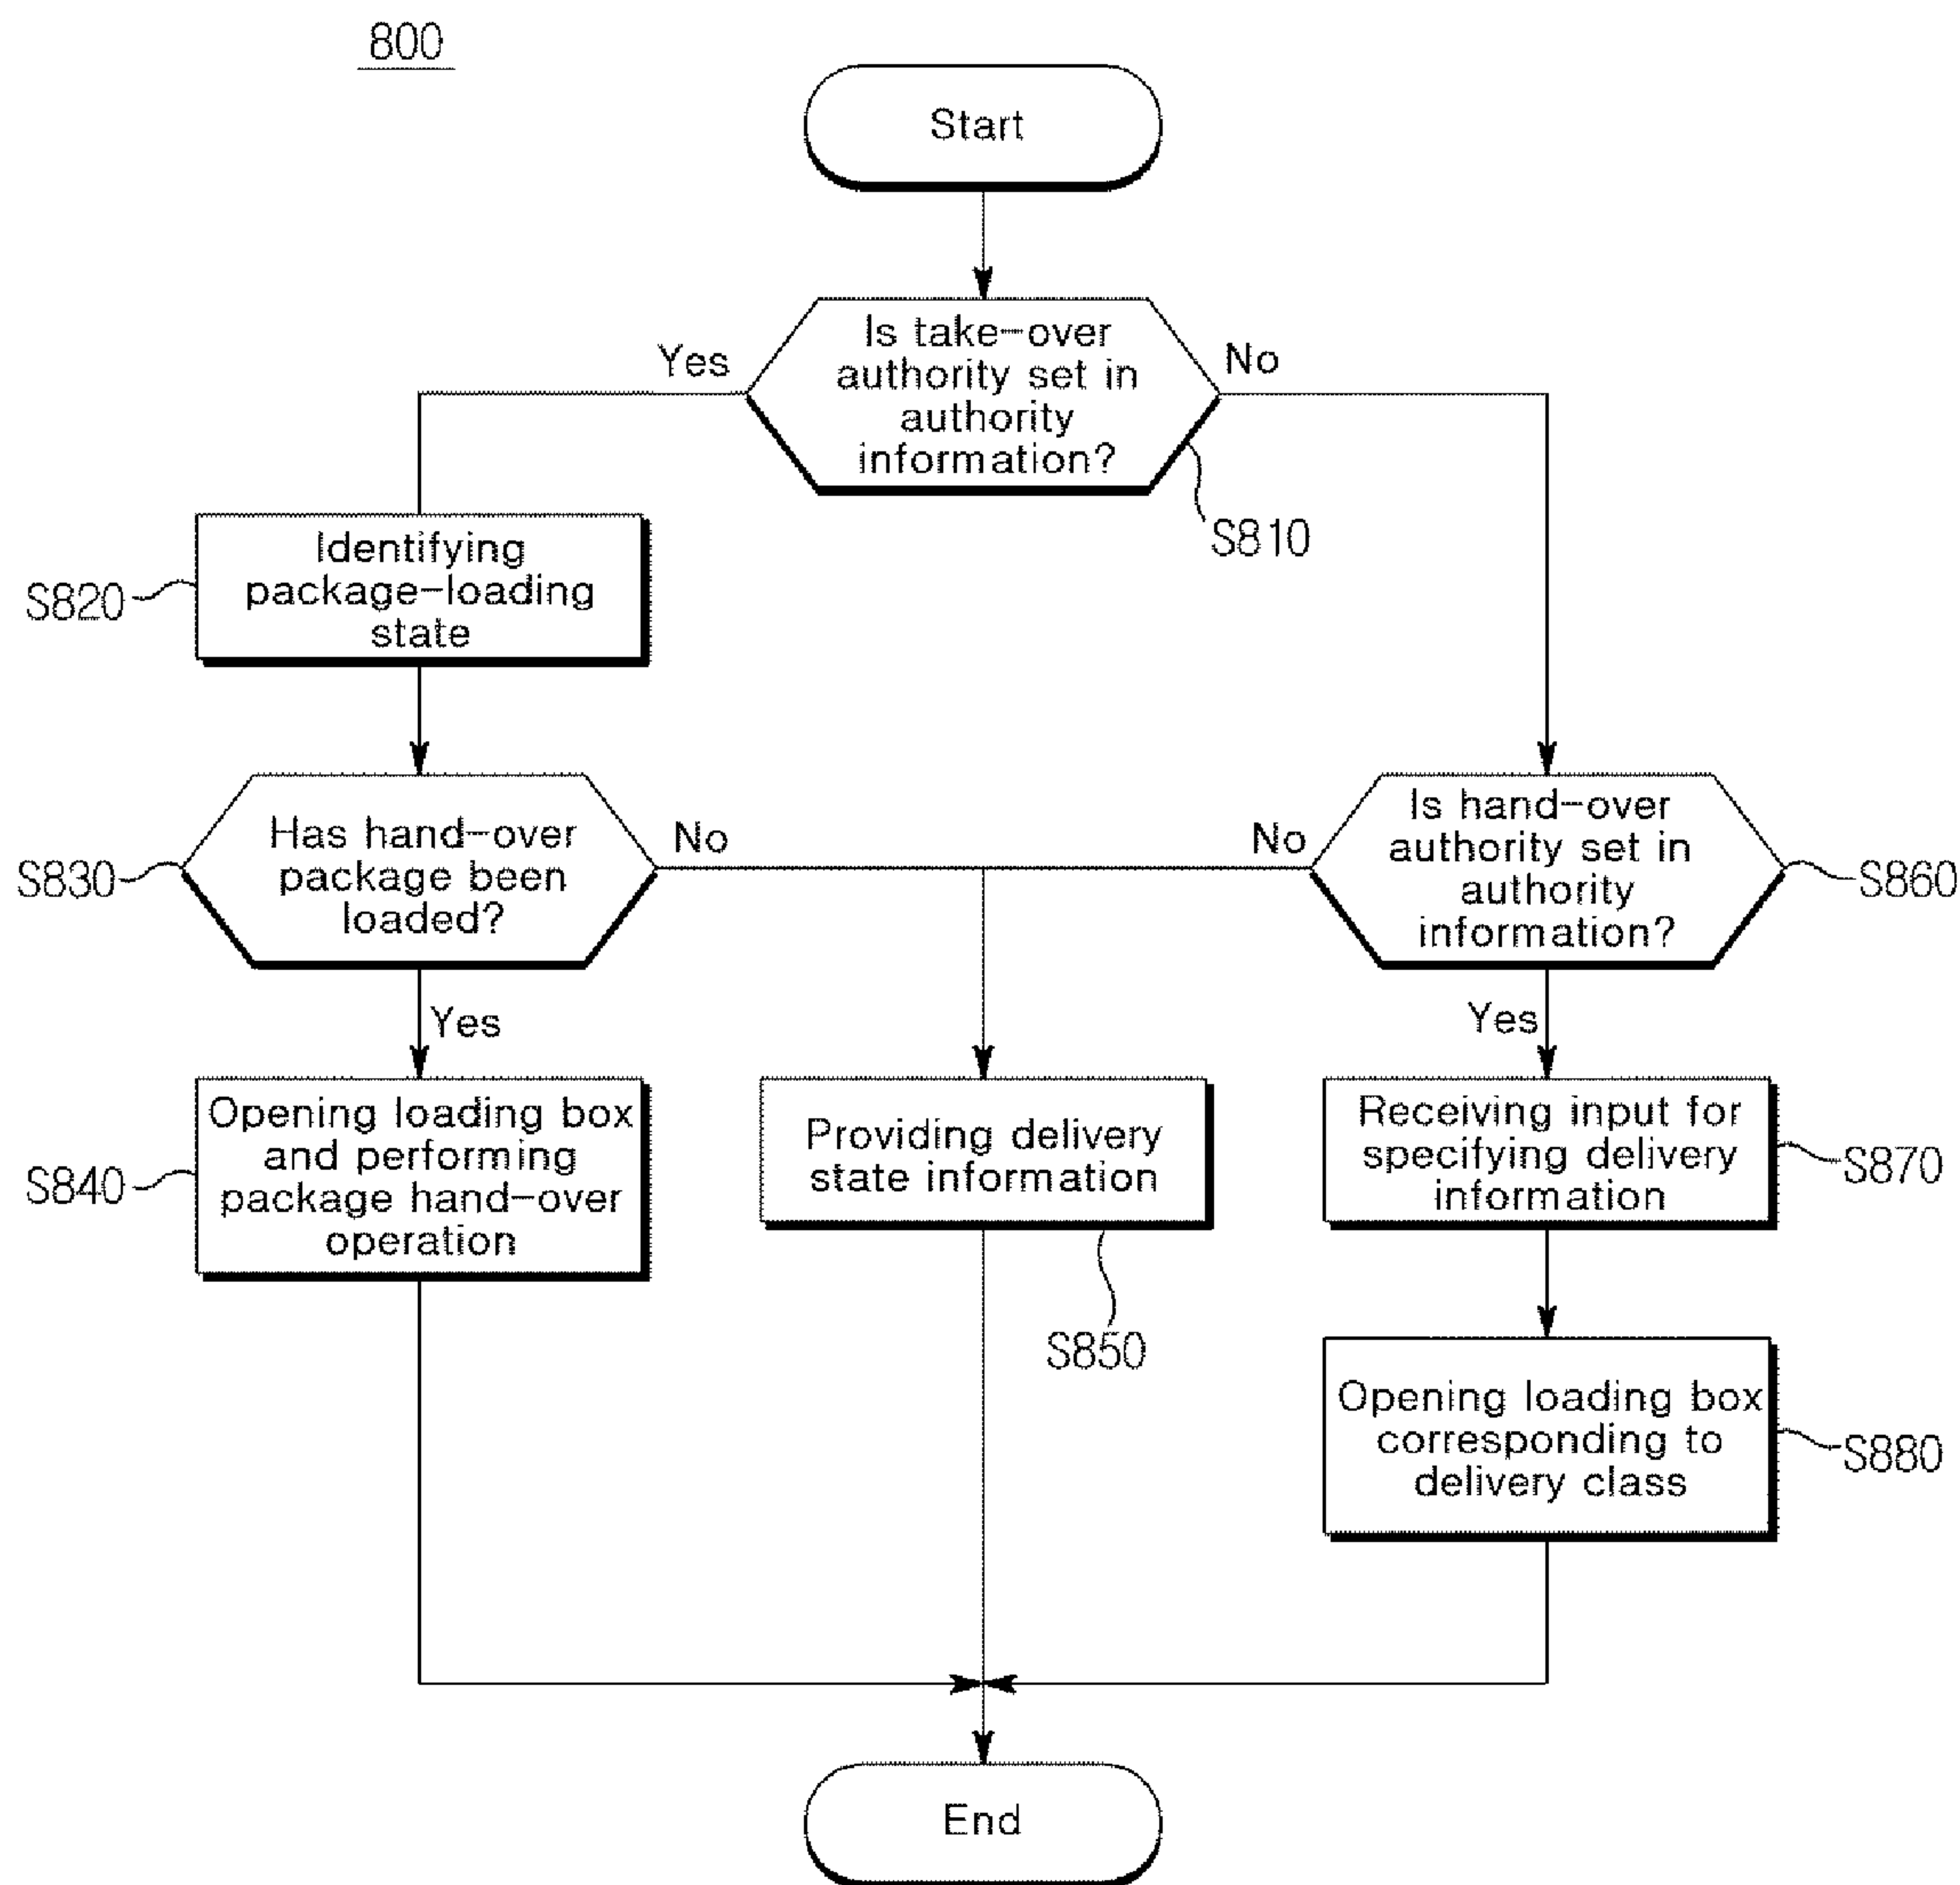 800
Start
Is take-over
authority set in
authority
information?
Yes
No
S810
Identifying
package-loading
state
S820
Has hand-over
package been
loaded?
S830
No
No
Is hand-over
authority set in
authority
information?
S860
Yes
Yes
Opening loading box
and performing
package hand-over
operation
S840
Providing delivery
state information
S850
Receiving input for
specifying delivery
information
S870
Opening loading box
corresponding to
delivery class
S880
End